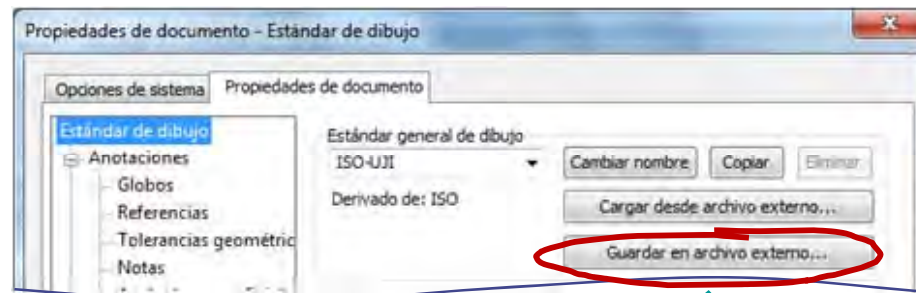 Propiedades de documento - Estándar de dibujo
Opciones de sistema Propiedades de documento
Estándar de dibujo
Anotaciones
Globos
Referencias
Tolerancias geométric
Notas
Estándar general de dibujo
ISO-UJI
Cambiar nombre Copiar Eliminar
Derivado de: ISO
Cargar desde archivo externo...
Guardar en archivo externo...